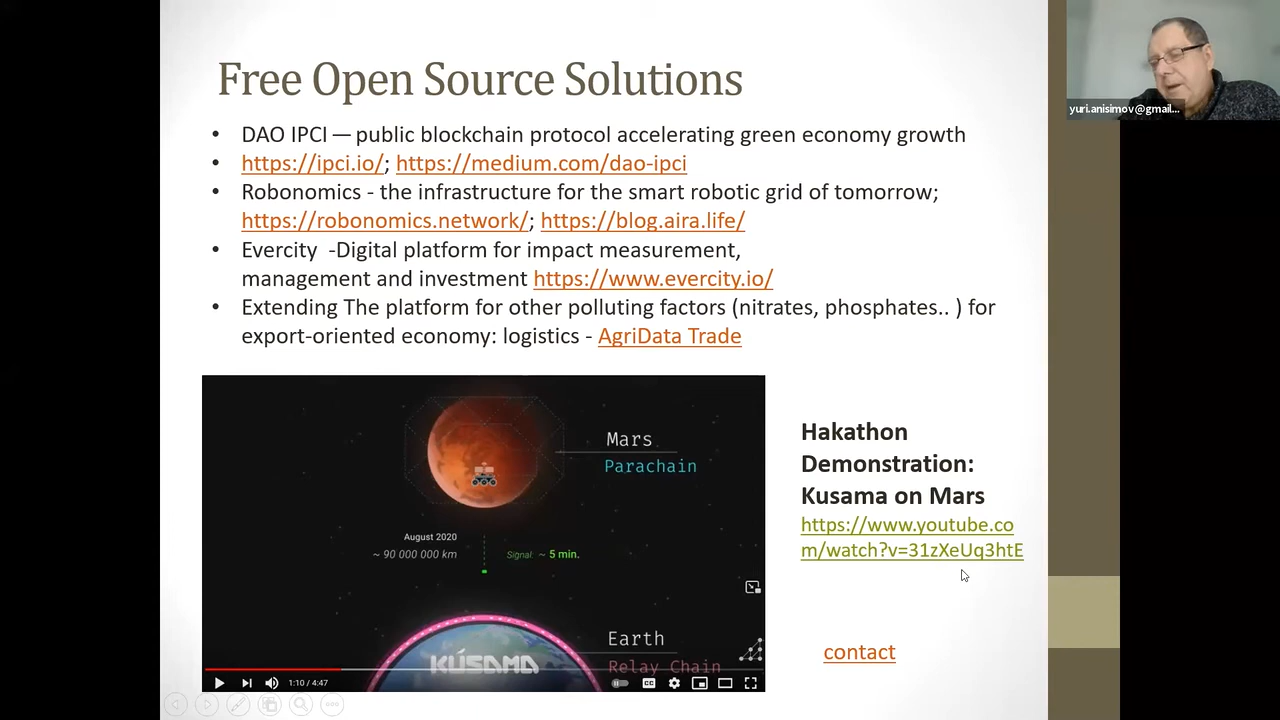 Free Open Source Solutions
yuri.anisimov@gmail...
• DAO IPCI — public blockchain protocol accelerating green economy growth
• https://ipci.io/; https://medium.com/dao-ipci
• Robonomics - the infrastructure for the smart robotic grid of tomorrow;
https://robonomics.network/; https://blog.aira.life/
• Evercity -Digital platform for impact measurement,
management and investment https://www.evercity.io/
• Extending The platform for other polluting factors (nitrates, phosphates.. ) for
export-oriented economy: logistics - AgriData Trade
Mars
Parachain
August 2020
~ 90 000 000 km
Signal: ~ 5 min.
Earth
KÚSAMA
Relay Chain
1:10 / 4:47
CC
Hakathon
Demonstration:
Kusama on Mars
https://www.youtube.co
m/watch?v=31zXeUq3htE
contact